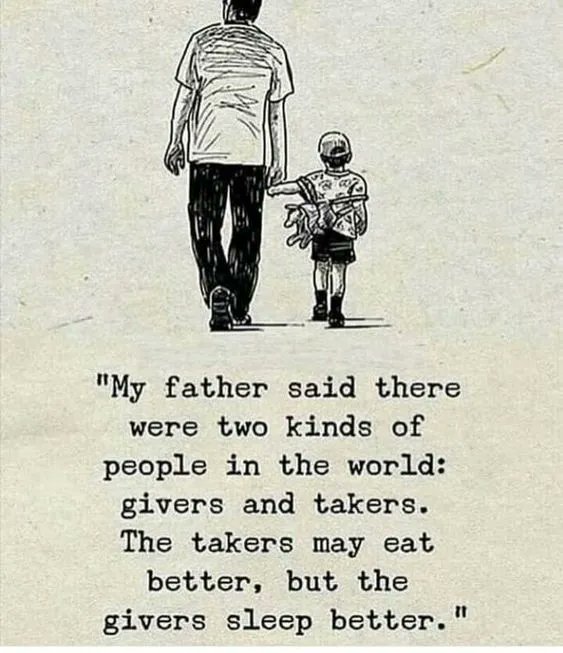 "My father said there
were two kinds of
people in the world:
givers and takers.
The takers may eat
better, but the
givers sleep better."